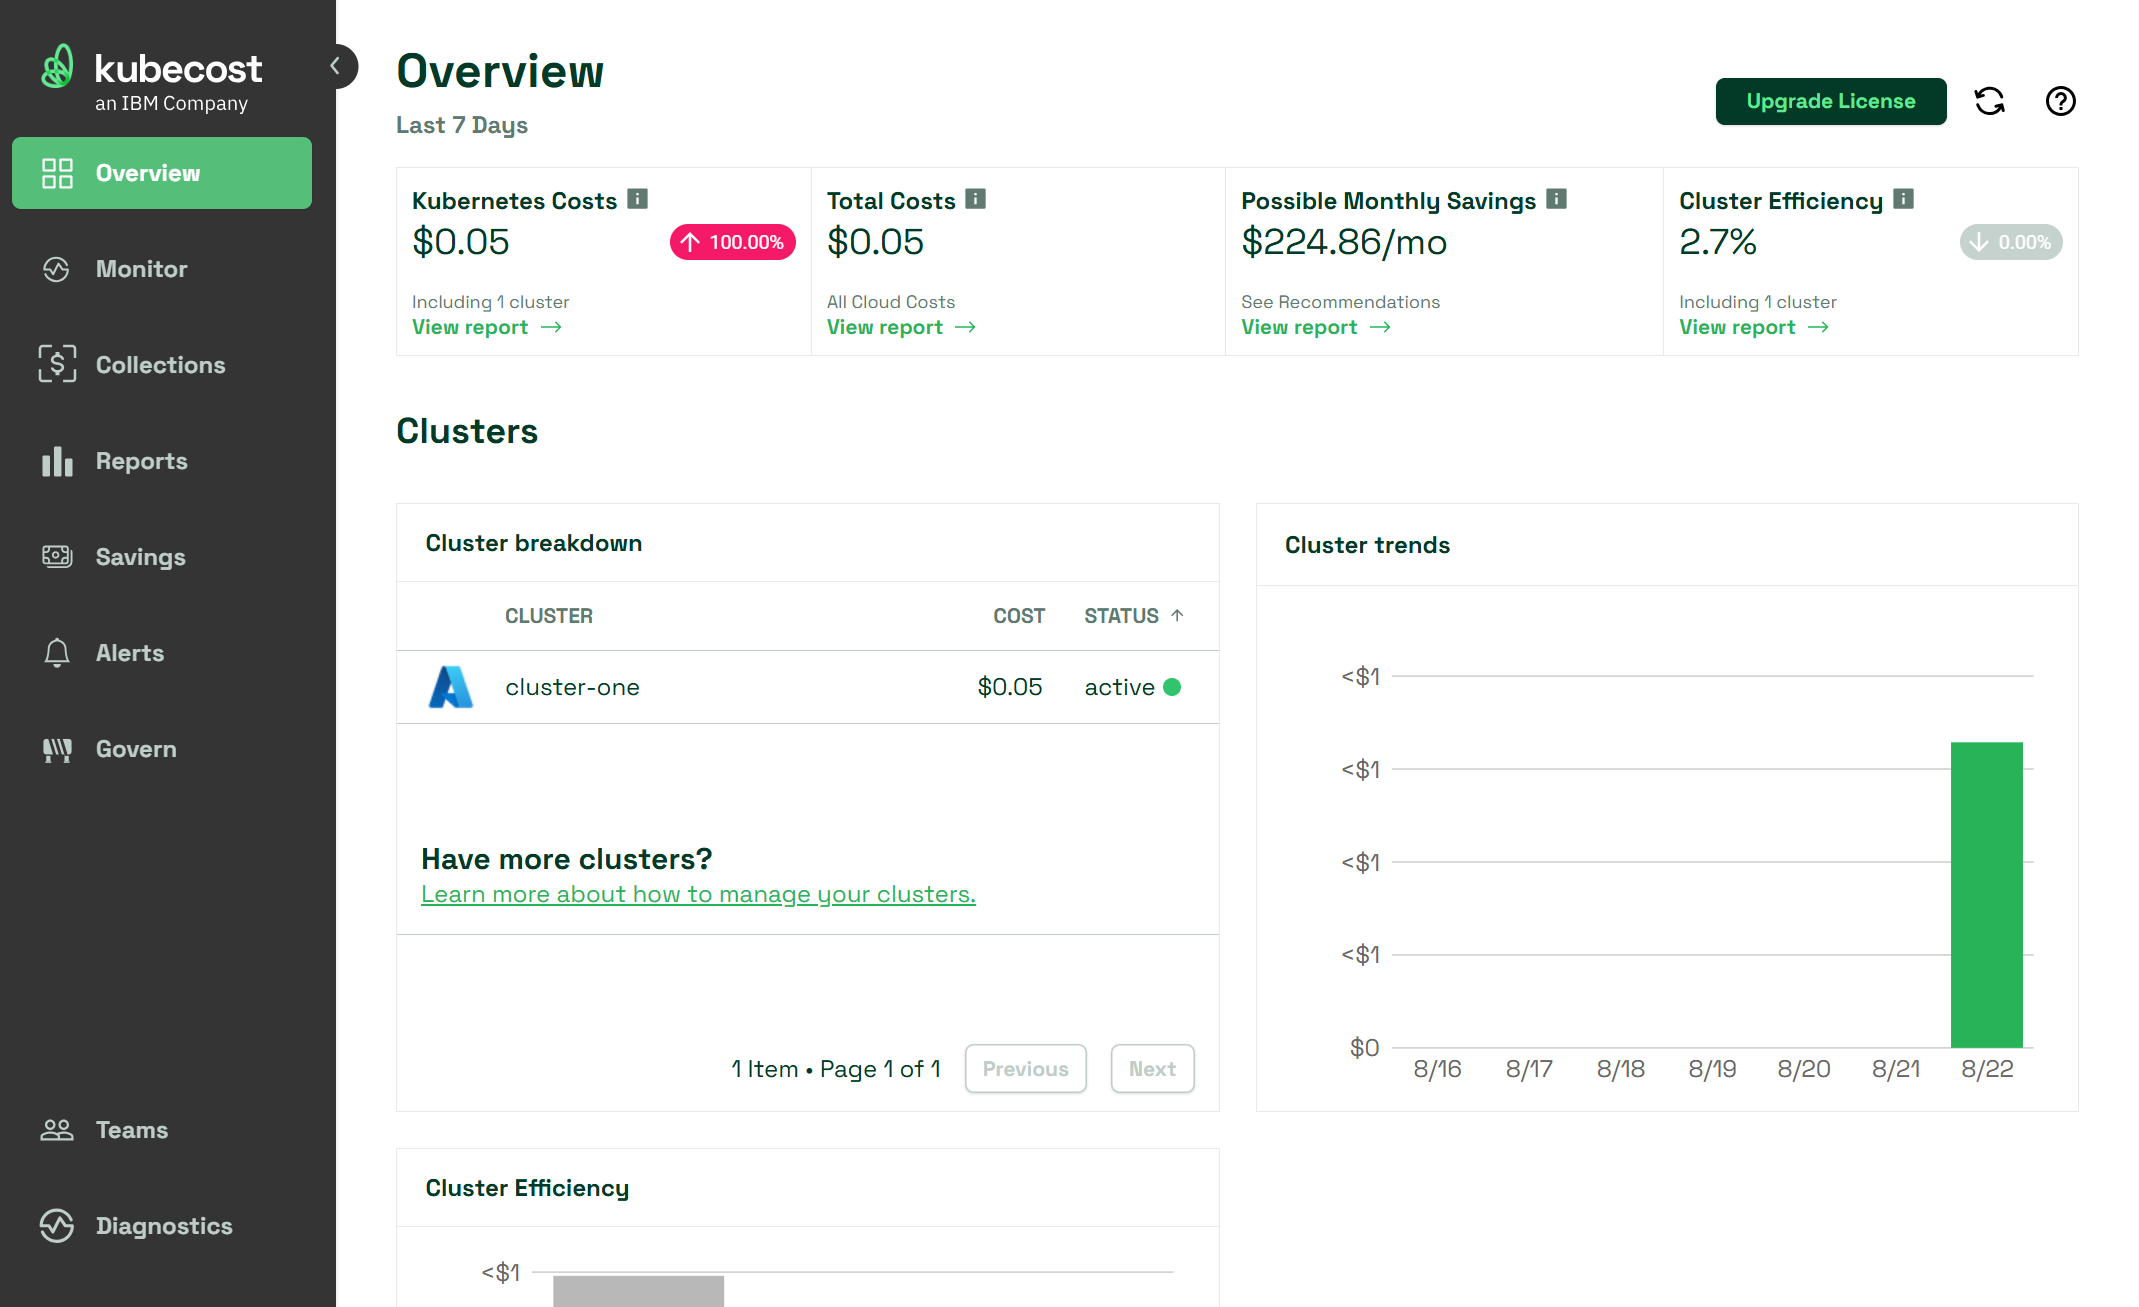 kubecost
an IBM Company
Overview
Monitor
Collections
Reports
Savings
Alerts
Govern
Teams
Diagnostics
Overview
Last 7 Days
Upgrade License
Kubernetes Costs
$0.05
100.00%
Including 1 cluster
View report
Total Costs
$0.05
All Cloud Costs
View report
Possible Monthly Savings
$224.86/mo
See Recommendations
View report
Cluster Efficiency
2.7%
0.00%
Including 1 cluster
View report
Clusters
Cluster breakdown
CLUSTER COST STATUS
cluster-one $0.05 active
Have more clusters?
Learn more about how to manage your clusters.
1 Item • Page 1 of 1 Previous Next
Cluster trends
<$1
<$1
<$1
<$1
$0
8/16 8/17 8/18 8/19 8/20 8/21 8/22
Cluster Efficiency
<$1